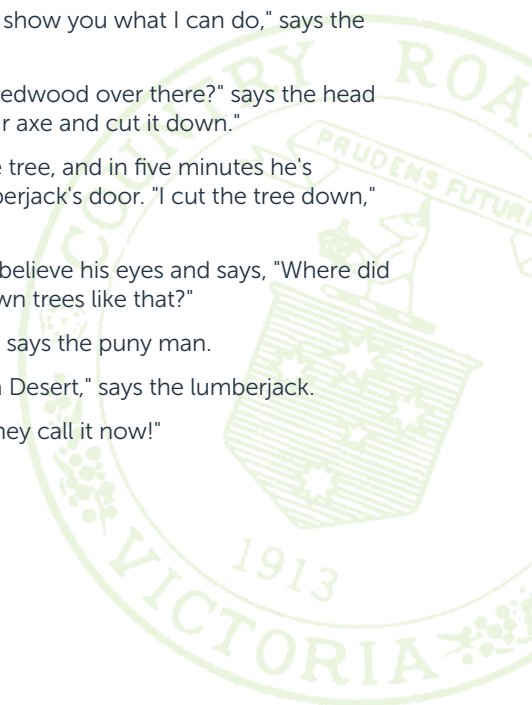 show you what I can do," says the
edwood over there?" says the head
r axe and cut it down."
e tree, and in five minutes he's
berjack's door. "I cut the tree down,"
believe his eyes and says, "Where did
wn trees like that?"
says the puny man.
Desert," says the lumberjack.
hey call it now!"
COUNTRY ROA
PRUDENS FUTURI
1913
VICTORIA